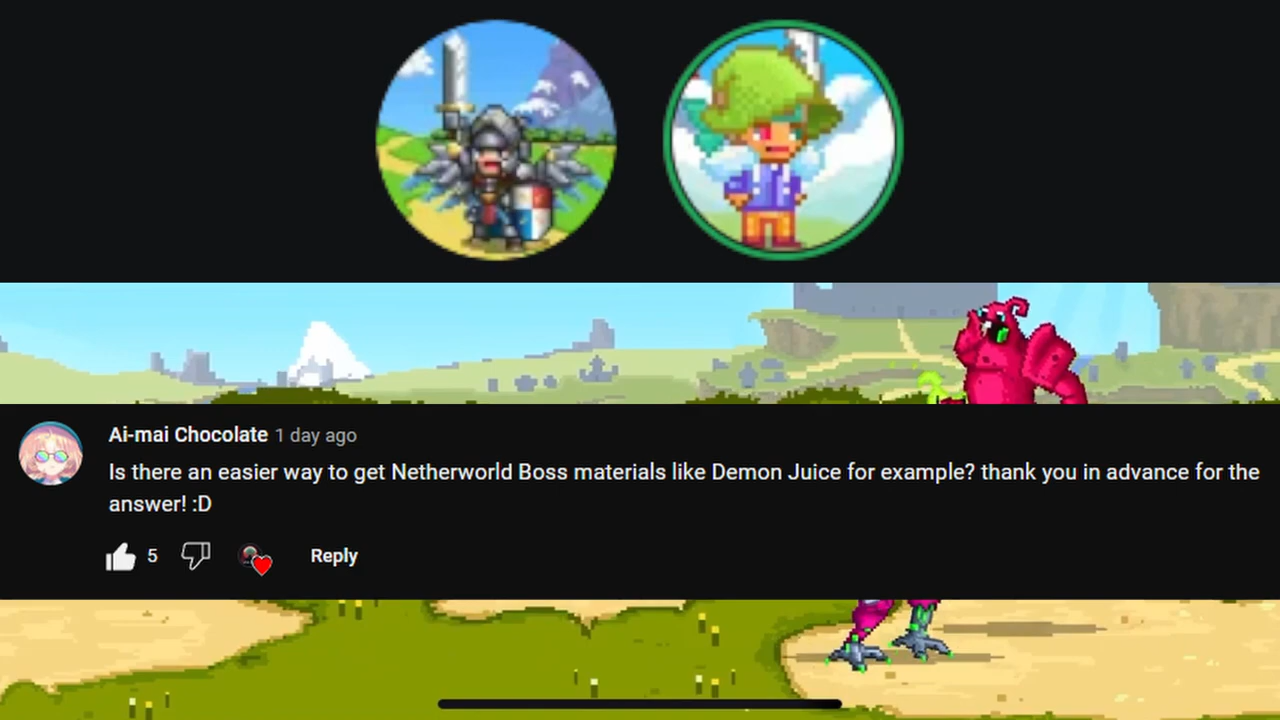 Ai-mai Chocolate 1 day ago
Is there an easier way to get Netherworld Boss materials like Demon Juice for example? thank you in advance for the
answer! :D
5 Reply